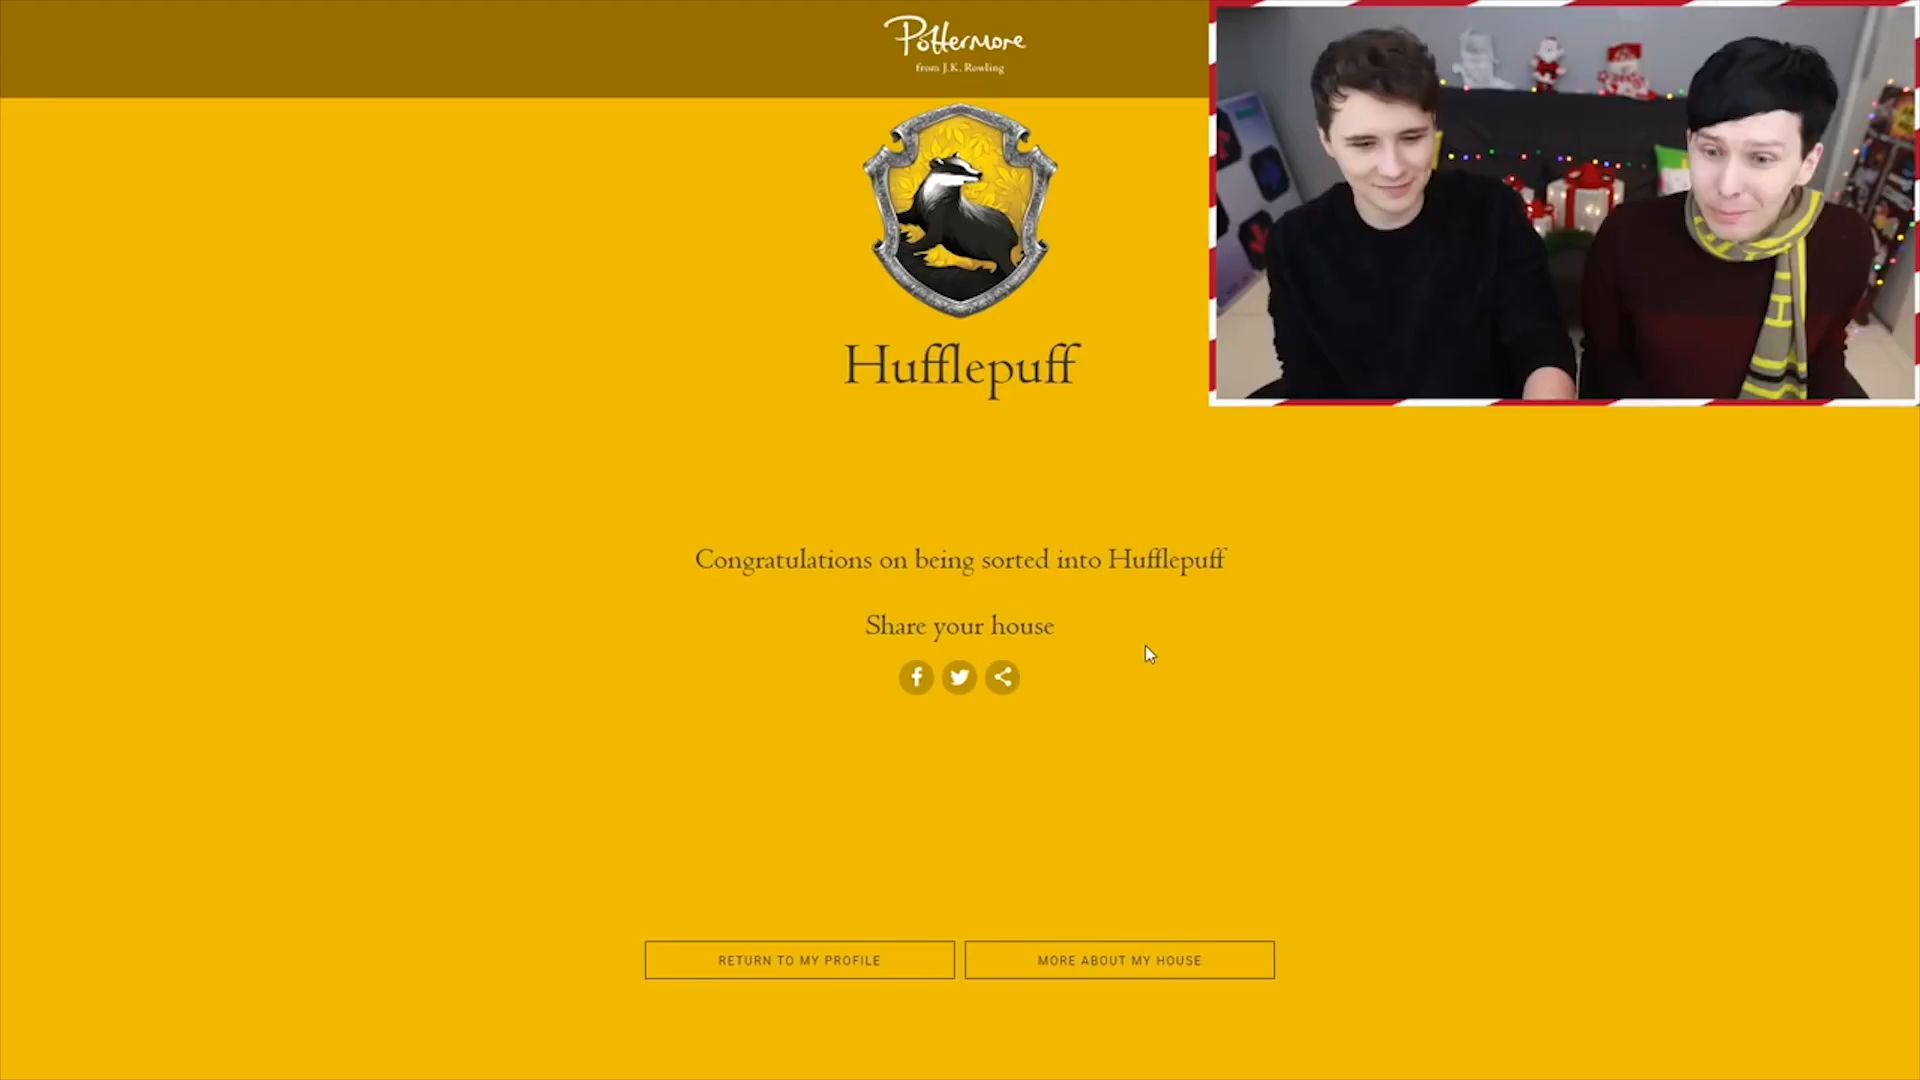 Pottermore
from J.K. Rowling
Hufflepuff
Congratulations on being sorted into Hufflepuff
Share your house
RETURN TO MY PROFILE
MORE ABOUT MY HOUSE